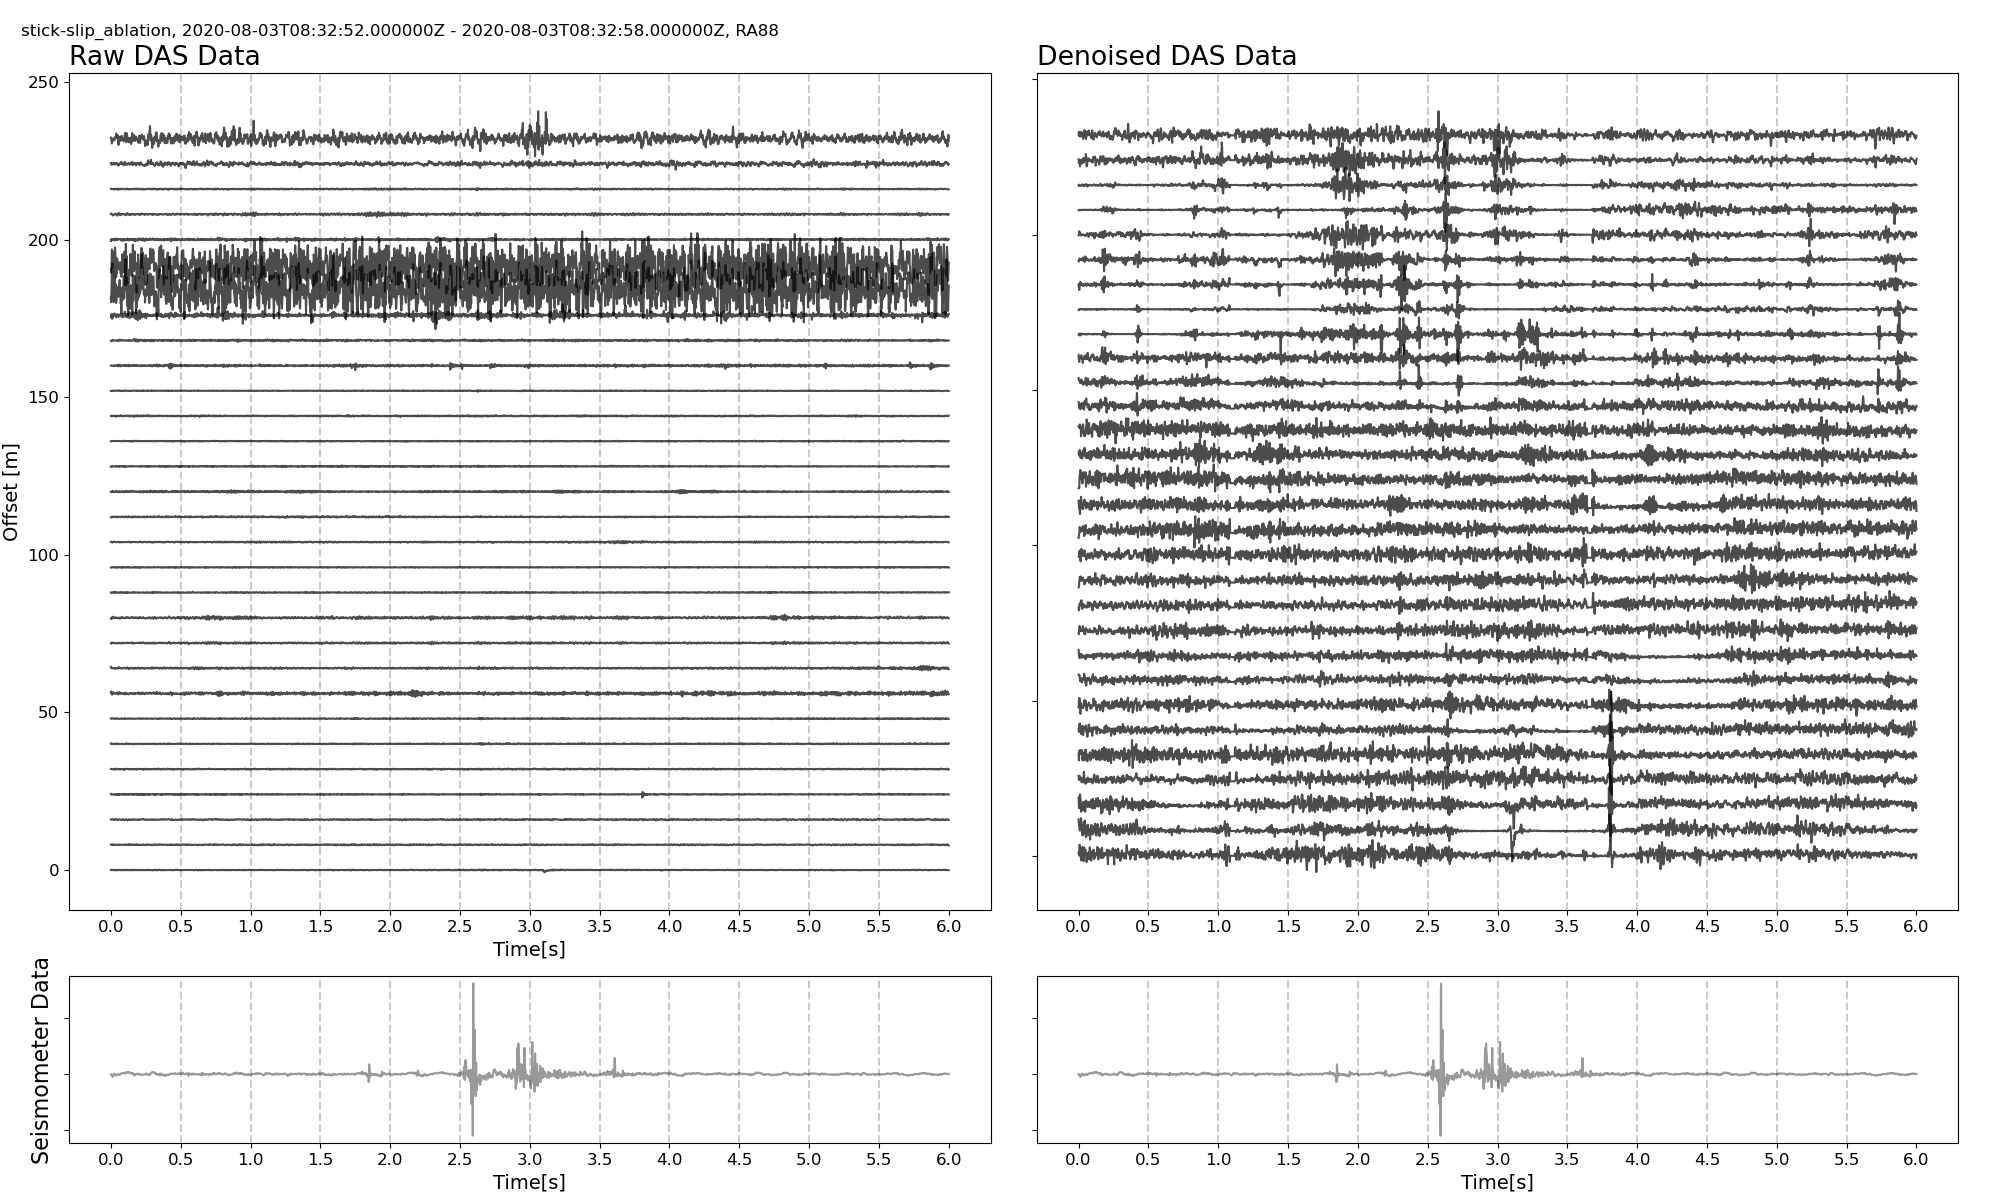 stick-slip_ablation, 2020-08-03T08:32:52.000000Z - 2020-08-03T08:32:58.000000Z, RA88
Raw DAS Data
Denoised DAS Data
Offset [m]
250
200
150
100
50
0
0.0 0.5 1.0 1.5 2.0 2.5 3.0 3.5 4.0 4.5 5.0 5.5 6.0
Time[s]
0.0 0.5 1.0 1.5 2.0 2.5 3.0 3.5 4.0 4.5 5.0 5.5 6.0
Seismometer Data
0.0 0.5 1.0 1.5 2.0 2.5 3.0 3.5 4.0 4.5 5.0 5.5 6.0
Time[s]
0.0 0.5 1.0 1.5 2.0 2.5 3.0 3.5 4.0 4.5 5.0 5.5 6.0
Time[s]